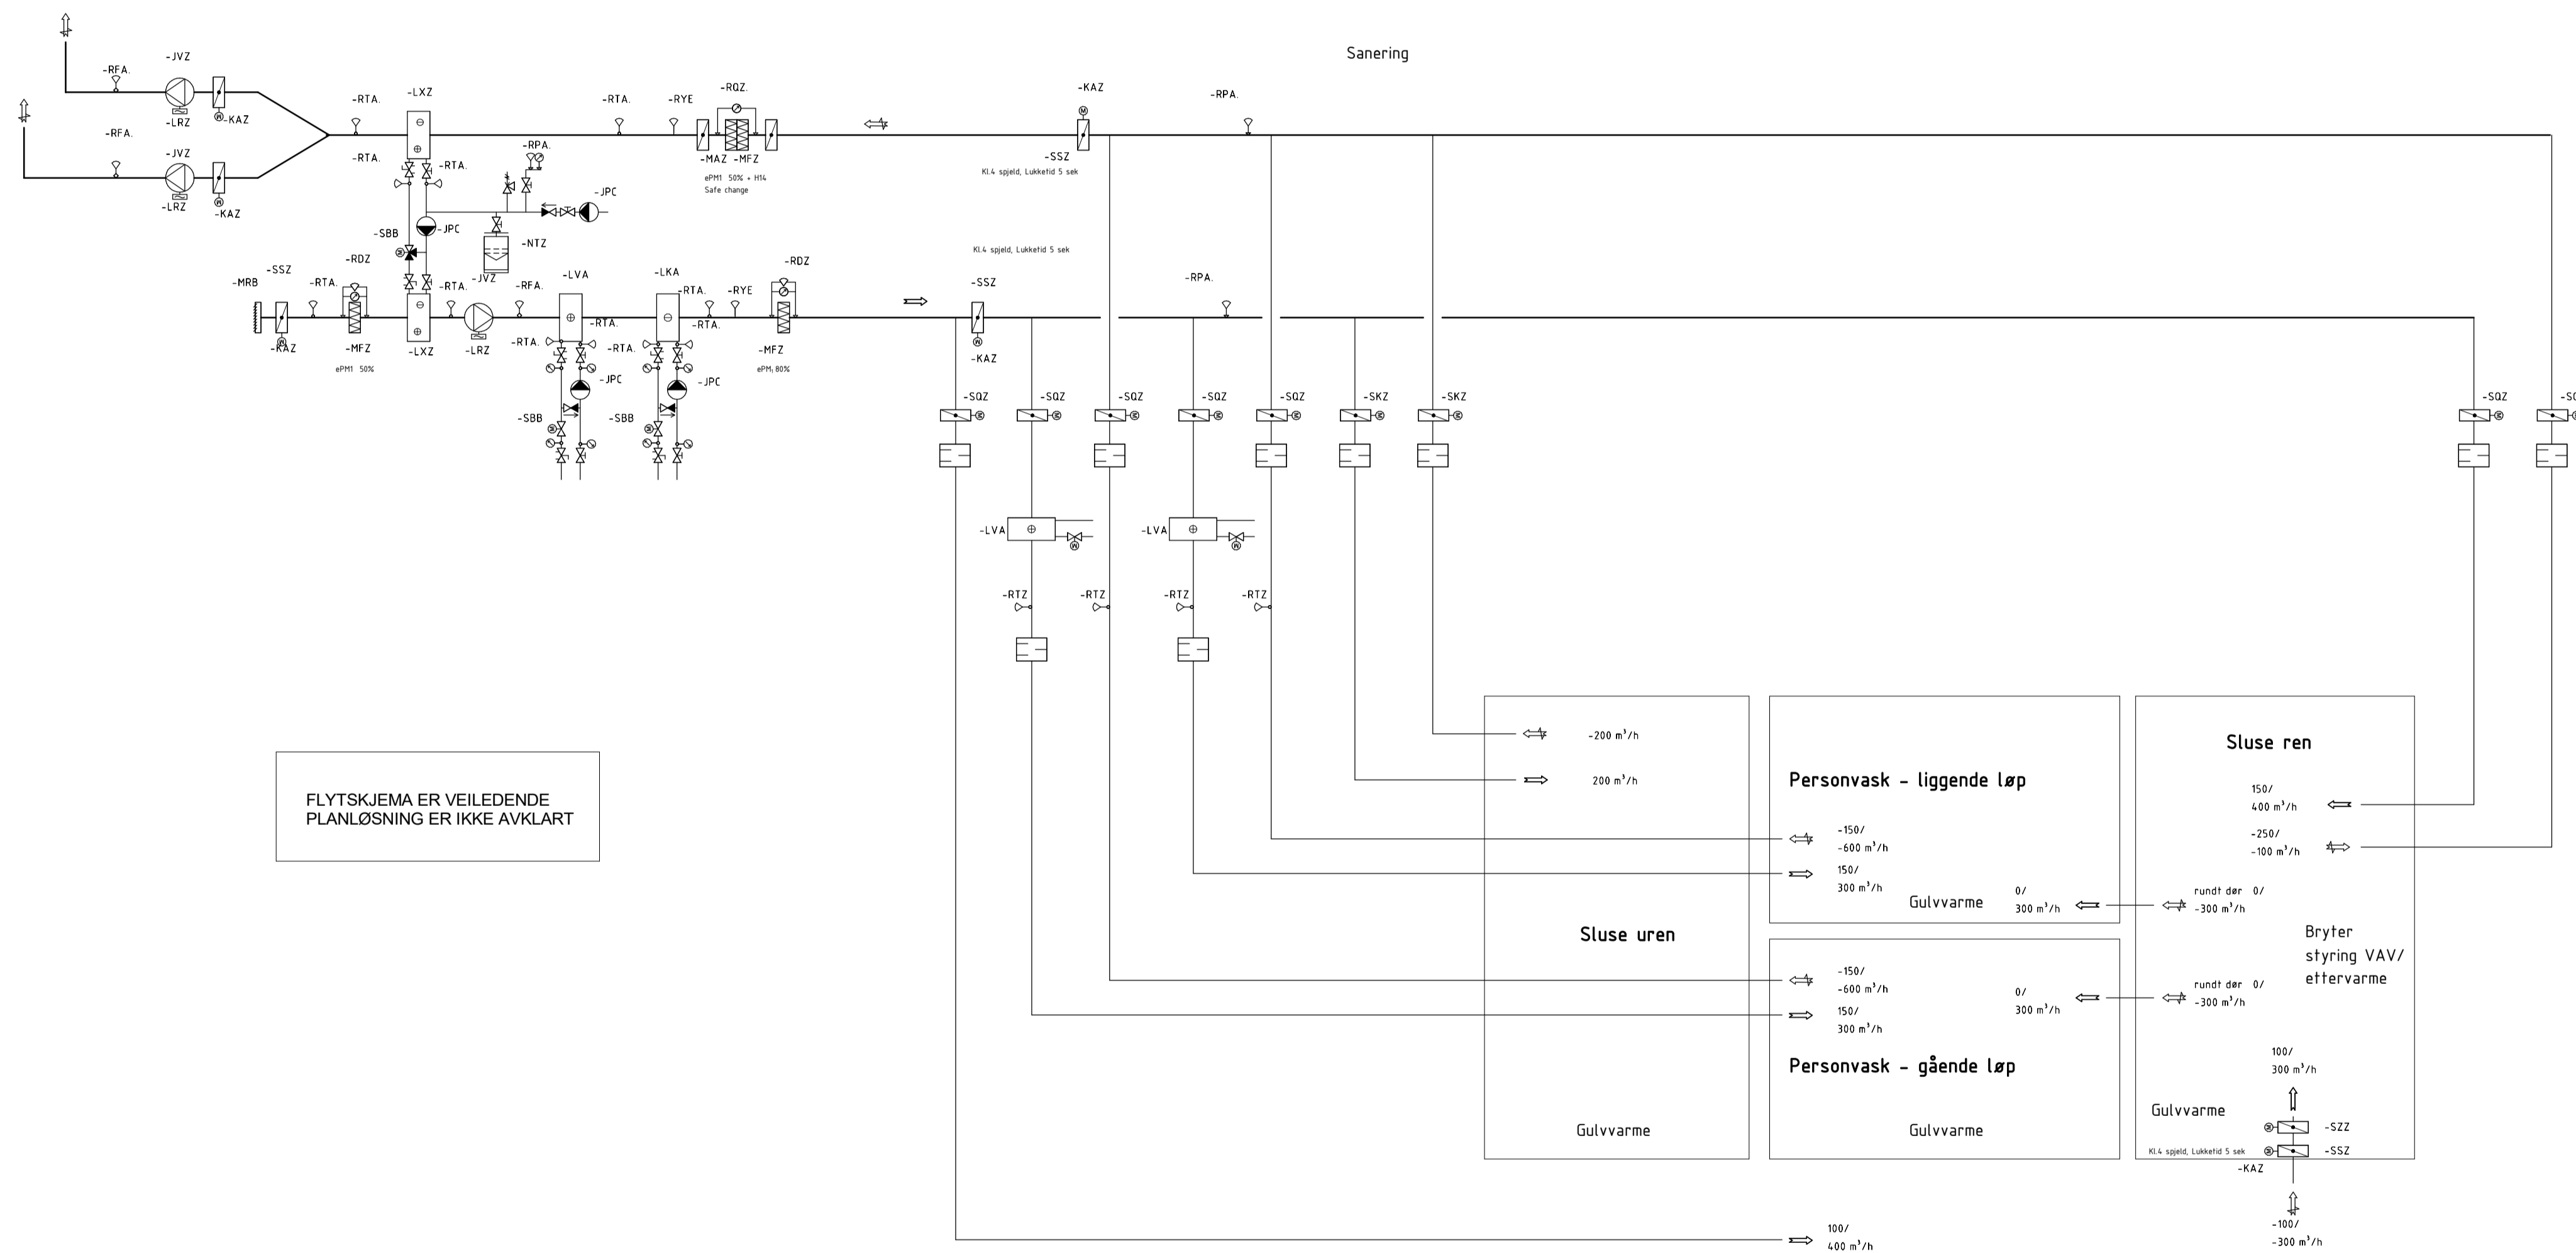 Sanering
-JVZ
-RFA.
-LRZ
-KAZ
-RFA.
-JVZ
-LRZ
-KAZ
-RTA.
-LXZ
-RTA.
-RYE
-RQZ.
-KAZ
-RPA.
-RTA.
-RTA.
-RPA.
-MAZ
-MFZ
ePM1 50% + H14
Safe change
-SSZ
Kl.4 spjeld, Lukketid 5 sek
-JPC
-SBB
-JPC
-NTZ
Kl.4 spjeld, Lukketid 5 sek
-MRB
-SSZ
-RTA.
-RDZ
-RTA.
-JVZ
-RFA.
-LVA
-LKA
-RTA.
-RYE
-RDZ
-SSZ
-RPA.
-KAZ
-MFZ
ePM1 50%
-LXZ
-LRZ
-RTA.
-RTA.
-RTA.
-RTA.
-MFZ
ePM1 80%
-KAZ
-JPC
-JPC
-SBB
-SBB
-SQZ
-SQZ
-SQZ
-SQZ
-SQZ
-SKZ
-SKZ
-SQZ
-LVA
-LVA
-RTZ
-RTZ
-RTZ
-RTZ
FLYTSKJEMA ER VEILEDENDE
PLANLØSNING ER IKKE AVKLART
-200 m³/h
200 m³/h
Sluse uren
Gulvvarme
Personvask - liggende løp
-150/
-600 m³/h
150/
300 m³/h
Gulvvarme
0/
300 m³/h
-150/
-600 m³/h
150/
300 m³/h
0/
300 m³/h
Personvask - gående løp
Gulvvarme
Sluse ren
150/
400 m³/h
-250/
-100 m³/h
rundt dør 0/
-300 m³/h
Bryter
styring VAV/
ettervarme
rundt dør 0/
-300 m³/h
100/
300 m³/h
Gulvvarme
-SZZ
Kl.4 spjeld, Lukketid 5 sek
-SSZ
-KAZ
-100/
-300 m³/h
100/
400 m³/h